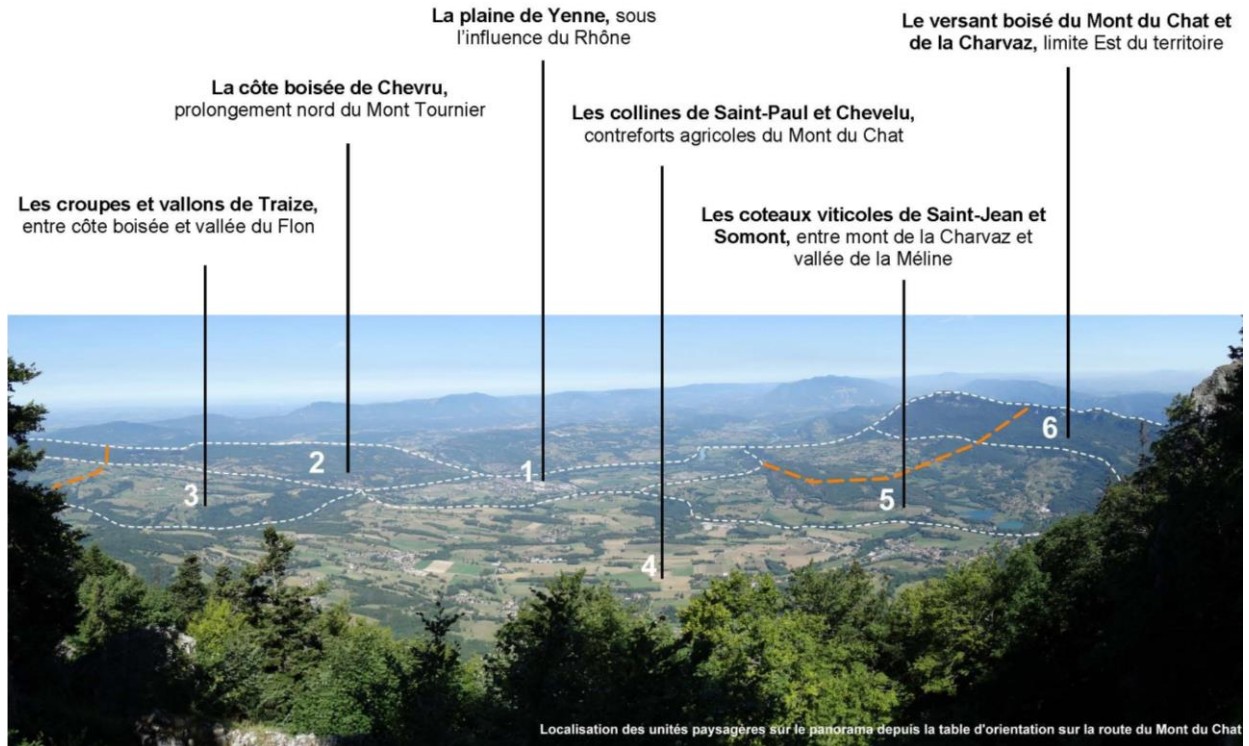 La plaine de Yenne, sous
l'influence du Rhône
Le versant boisé du Mont du Chat et
de la Charvaz, limite Est du territoire
La côte boisée de Chevru,
prolongement nord du Mont Tournier
Les collines de Saint-Paul et Chevelu,
contreforts agricoles du Mont du Chat
Les croupes et vallons de Traize,
entre côte boisée et vallée du Flon
Les coteaux viticoles de Saint-Jean et
Somont, entre mont de la Charvaz et
vallée de la Méline
6
2
1
3
5
4
Localisation des unités paysagères sur le panorama depuis la table d'orientation sur la route du Mont du Chat